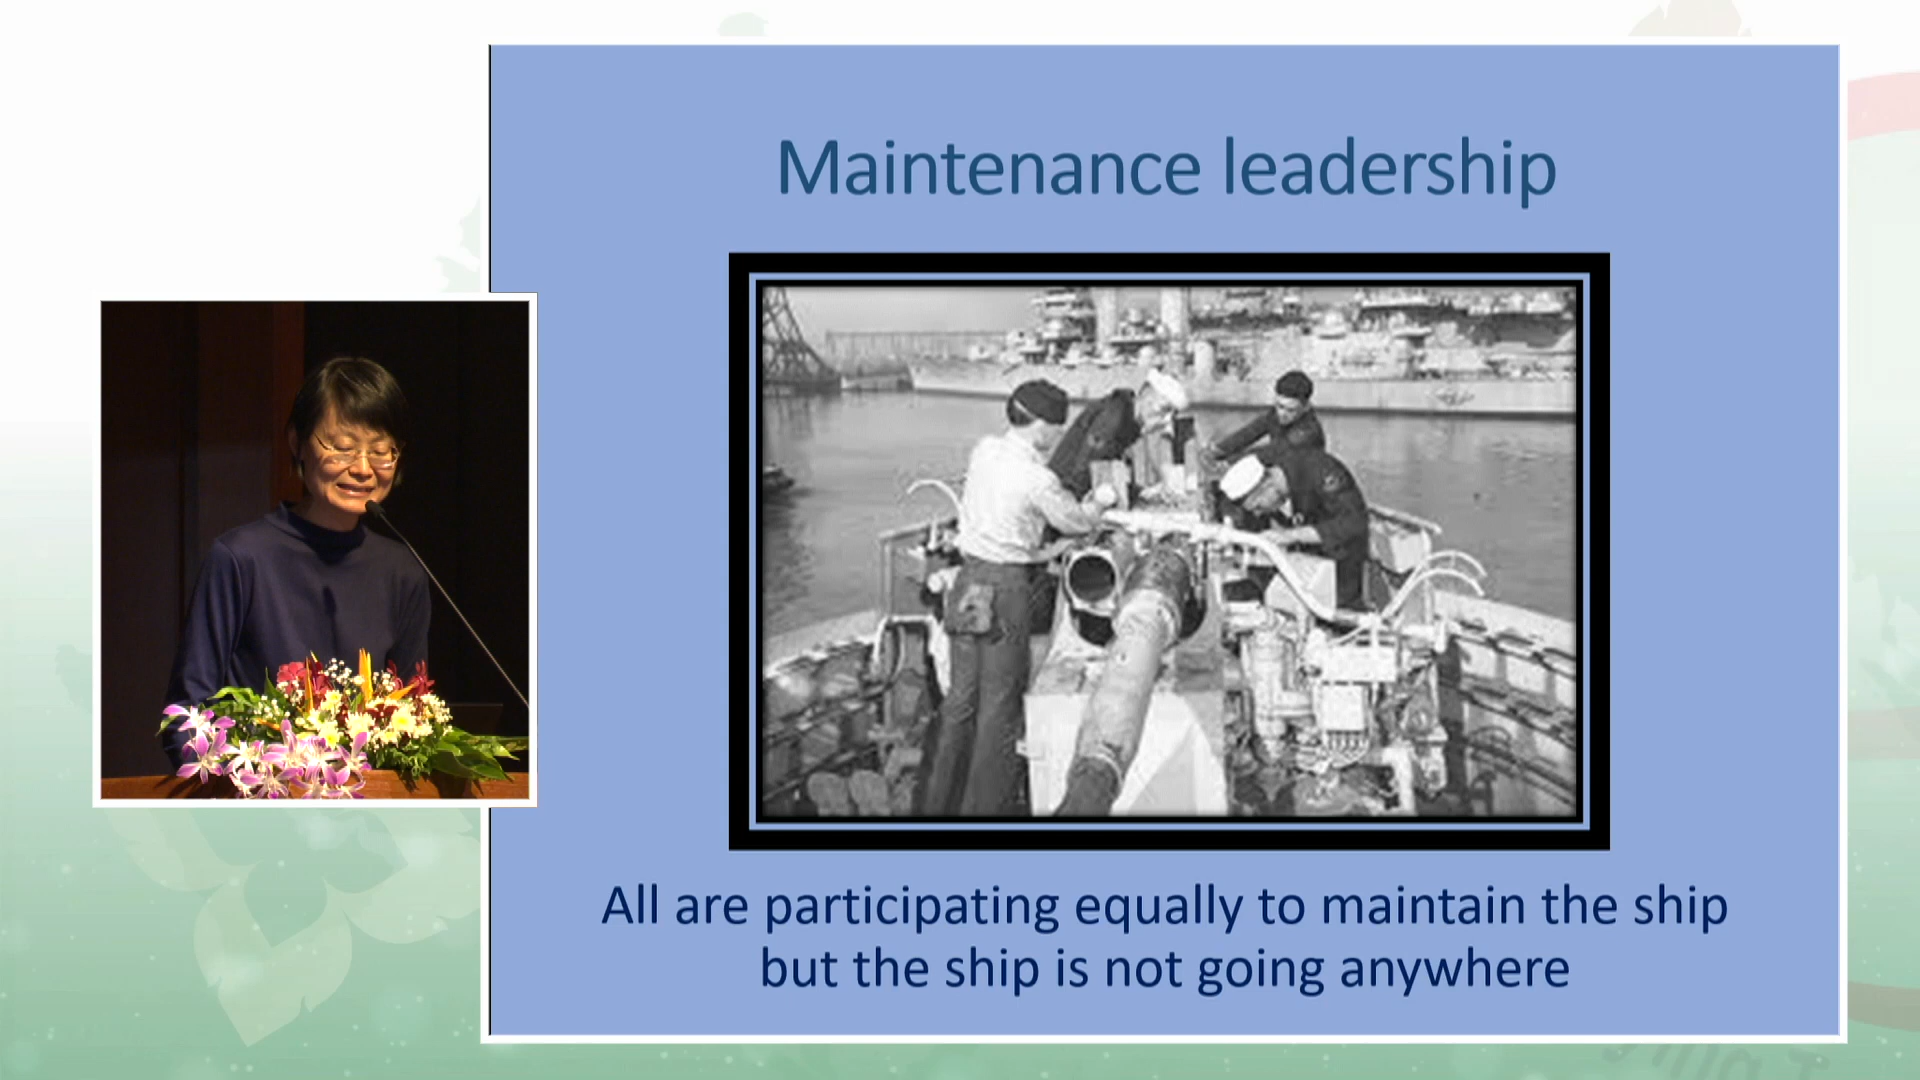 Maintenance leadership
All are participating equally to maintain the ship
but the ship is not going anywhere